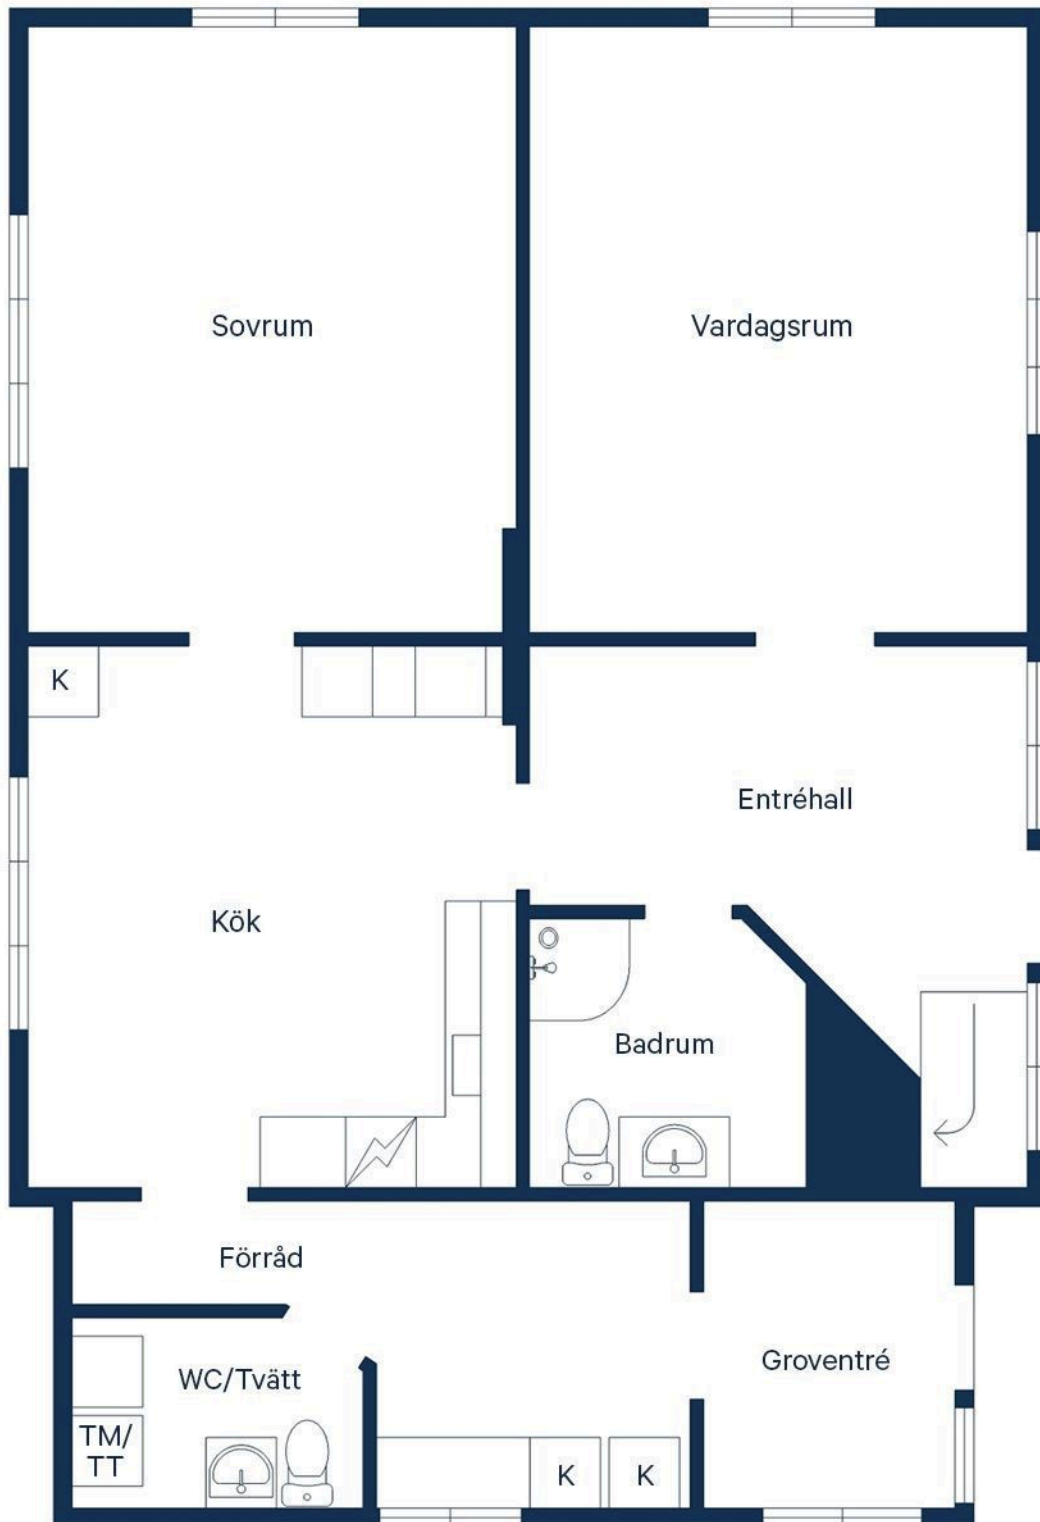 Sovrum
Vardagsrum
K
Entréhall
Kök
Badrum
Förråd
Groventré
WC/Tvätt
TM/
TT
K
K